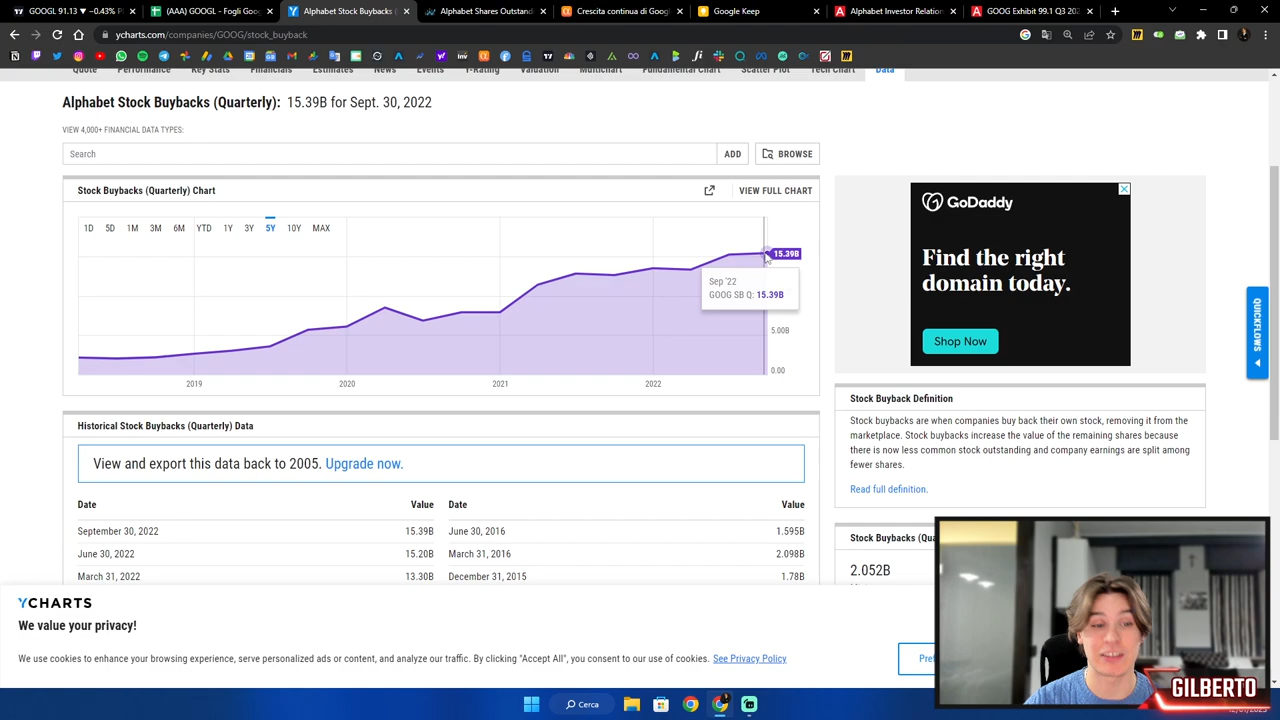 GOOGL 91.13 ▼ −0.43% 
(AAA) GOOGL - Fogli Goo
Alphabet Stock Buybacks (
Alphabet Shares Outstandi
Crescita continua di Googl
Google Keep
Alphabet Investor Relation
GOOG Exhibit 99.1 Q3 202
ycharts.com/companies/GOOG/stock_buyback
Quote
Performance
Key Stats
Financials
Estimates
News
Events
Y-Rating
Valuation
Multichart
Fundamental Chart
Scatter Plot
Tech Chart
Data
Alphabet Stock Buybacks (Quarterly): 15.39B for Sept. 30, 2022
VIEW 4,000+ FINANCIAL DATA TYPES:
Search
ADD
BROWSE
Stock Buybacks (Quarterly) Chart
VIEW FULL CHART
1D 5D 1M 3M 6M YTD 1Y 3Y 5Y 10Y MAX
15.39B
Sep '22
GOOG SB Q: 15.39B
5.00B
0.00
2019 2020 2021 2022
GoDaddy
Find the right
domain today.
Shop Now
QUICKFLOWS
Stock Buyback Definition
Stock buybacks are when companies buy back their own stock, removing it from the
marketplace. Stock buybacks increase the value of the remaining shares because
there is now less common stock outstanding and company earnings are split among
fewer shares.
Read full definition.
Historical Stock Buybacks (Quarterly) Data
View and export this data back to 2005. Upgrade now.
Date Value Date Value
September 30, 2022 15.39B June 30, 2016 1.595B
June 30, 2022 15.20B March 31, 2016 2.098B
March 31, 2022 13.30B December 31, 2015 1.78B
Stock Buybacks (Qua
2.052B
YCHARTS
We value your privacy!
We use cookies to enhance your browsing experience, serve personalized ads or content, and analyze our traffic. By clicking "Accept All", you consent to our use of cookies. See Privacy Policy
GILBERTO
Cerca